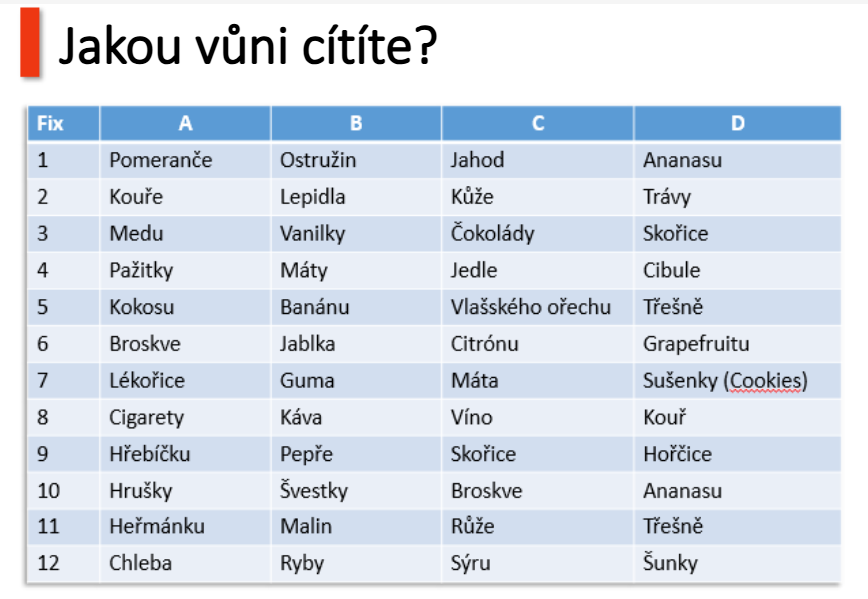 Jakou vůni cítíte?
Fix A B C D
1 Pomeranče Ostružin Jahod Ananasu
2 Kouře Lepidla Kůže Trávy
3 Medu Vanilky Čokolády Skořice
4 Pažitky Máty Jedle Cibule
5 Kokosu Banánu Vlašského ořechu Třešně
6 Broskve Jablka Citrónu Grapefruitu
7 Lékořice Guma Máta Sušenky (Cookies)
8 Cigarety Káva Víno Kouř
9 Hřebíčku Pepře Skořice Hořčice
10 Hrušky Švestky Broskve Ananasu
11 Heřmánku Malin Růže Třešně
12 Chleba Ryby Sýru Šunky